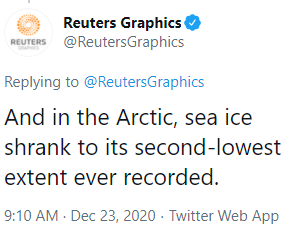 Reuters Graphics
@ReutersGraphics
REUTERS
GRAPHICS
Replying to @ReutersGraphics
And in the Arctic, sea ice
shrank to its second-lowest
extent ever recorded.
9:10 AM · Dec 23, 2020 · Twitter Web App